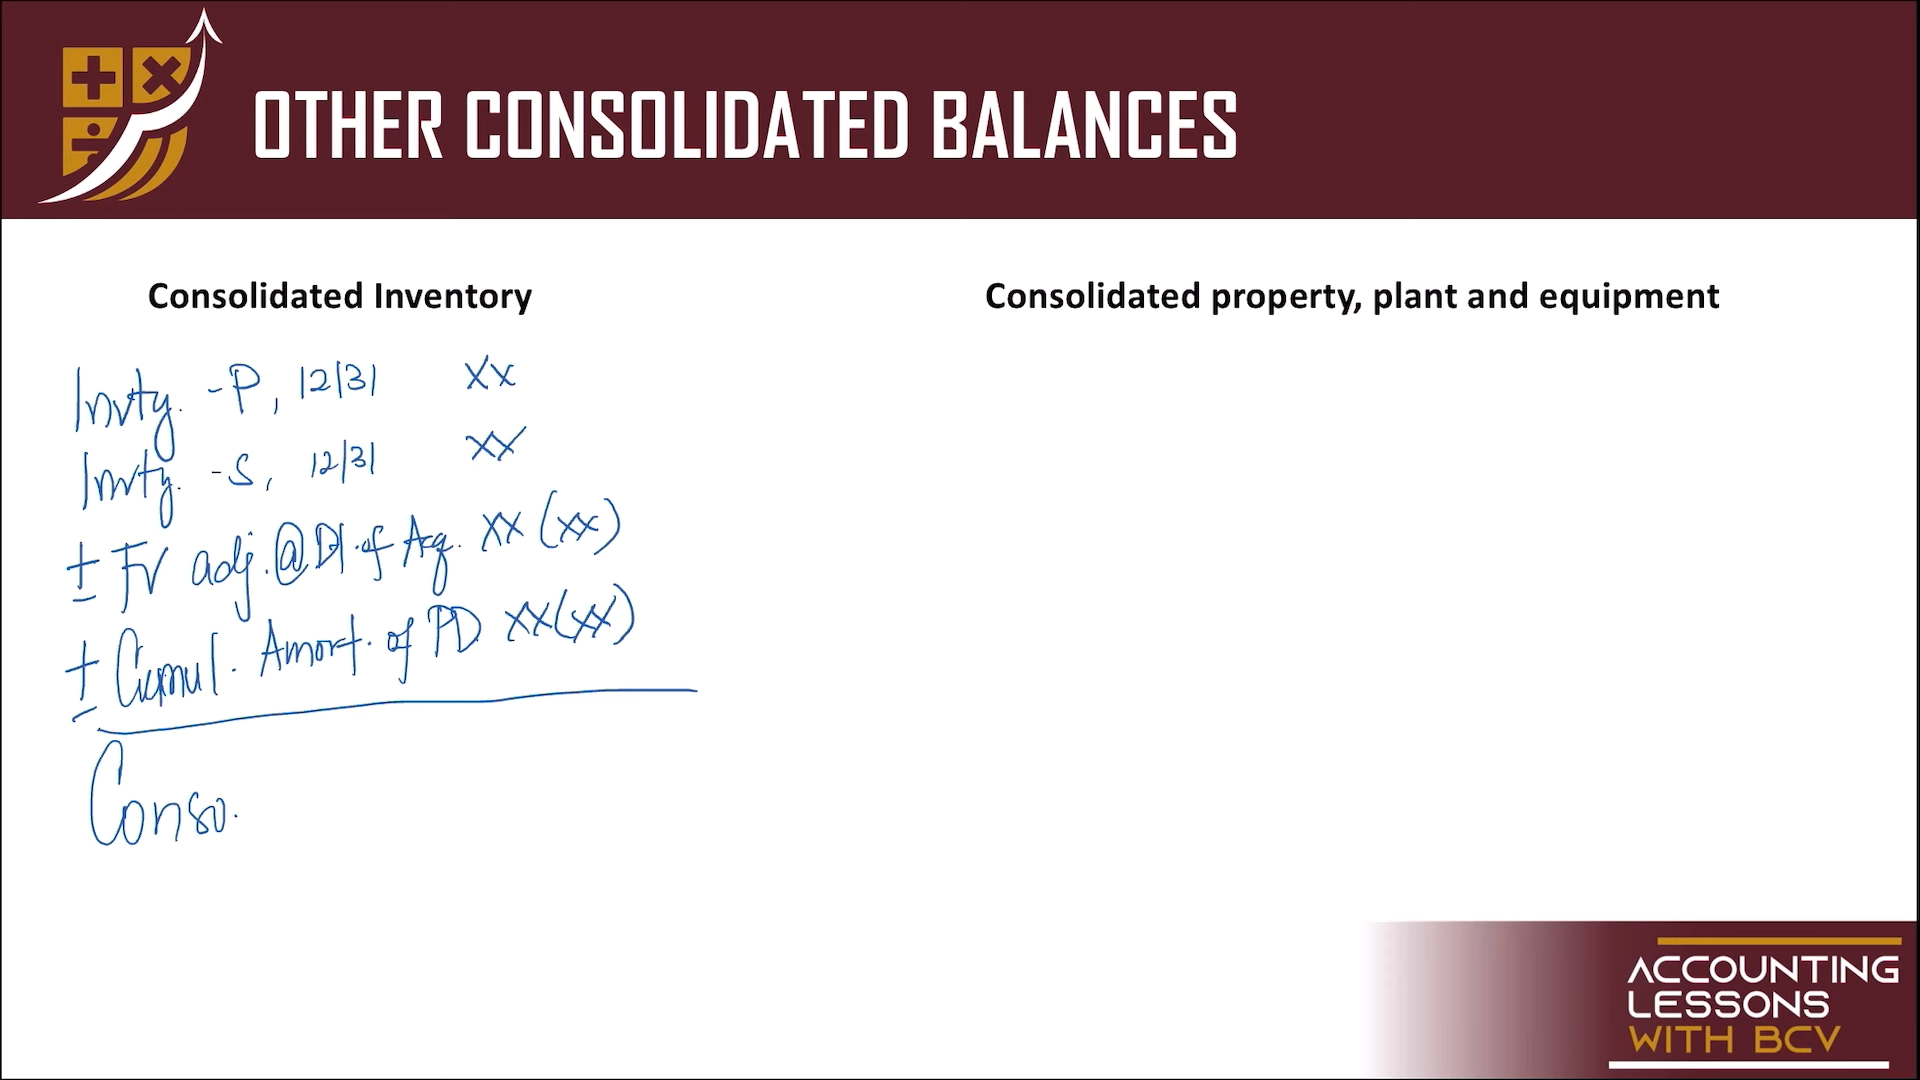 OTHER CONSOLIDATED BALANCES
Consolidated Inventory
Invty. - P, 12/31 XX
Invty. - S, 12/31 XX
± FV adj. @ Dt. of Acq. XX (XX)
± Cumul. Amort. of PD XX (XX)
Conso.
Consolidated property, plant and equipment
ACCOUNTING
LESSONS
WITH BCV